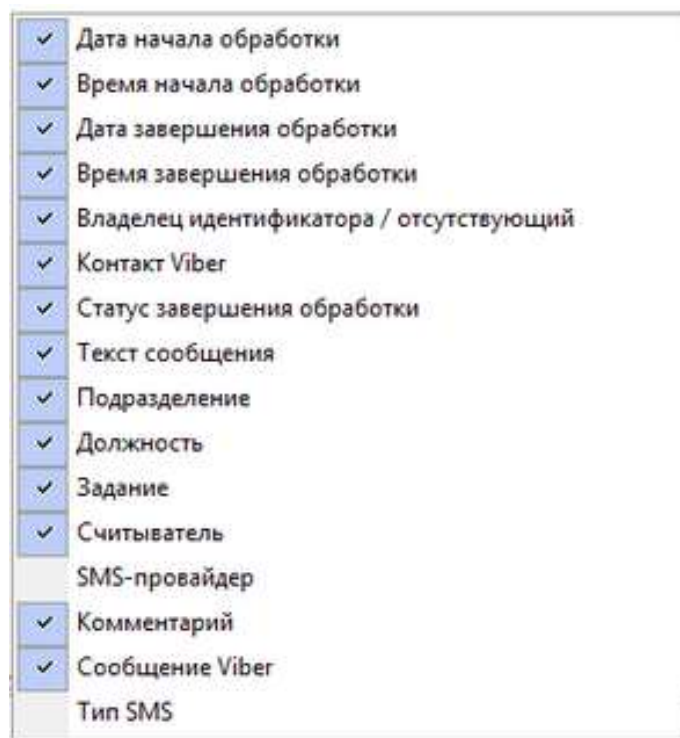 Дата начала обработки
Время начала обработки
Дата завершения обработки
Время завершения обработки
Владелец идентификатора / отсутствующий
Контакт Viber
Статус завершения обработки
Текст сообщения
Подразделение
Должность
Задание
Считыватель
SMS-провайдер
Комментарий
Сообщение Viber
Тип SMS